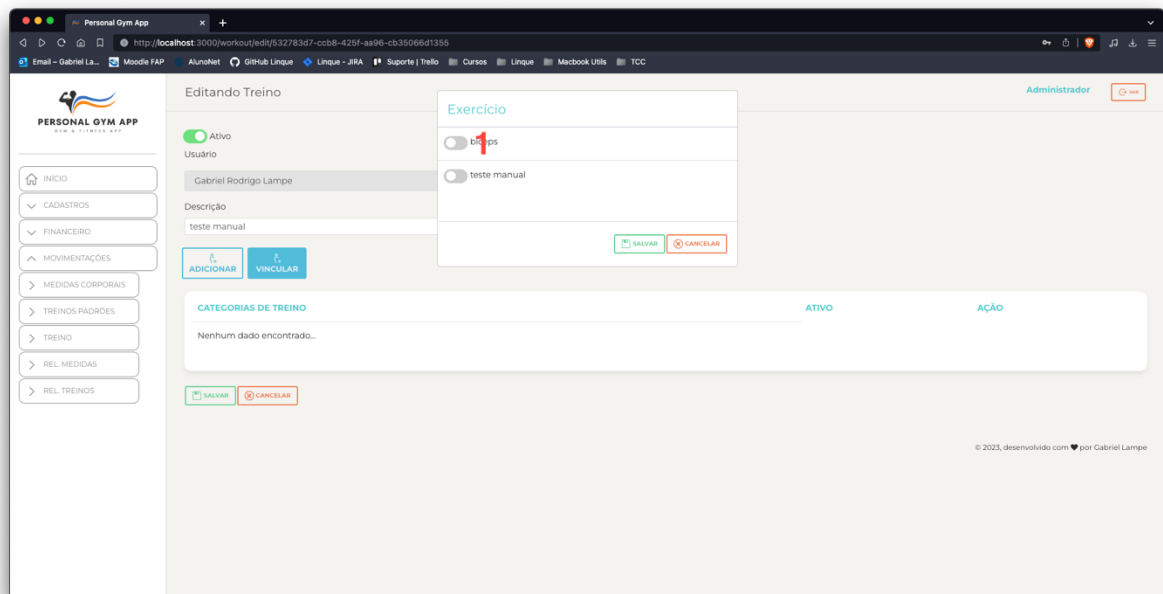 Personal Gym App
http://localhost:3000/workout/edit/532783d7-ccb8-425f-aa96-cb35066d1355
Email – Gabriel La... Moodle FAP AlunoNet GitHub Linque Linque - JIRA Suporte | Trello Cursos Linque Macbook Utils TCC
PERSONAL GYM APP
GYM & FITNESS APP
INÍCIO
CADASTROS
FINANCEIRO
MOVIMENTAÇÕES
MEDIDAS CORPORAIS
TREINOS PADRÕES
TREINO
REL. MEDIDAS
REL. TREINOS
Editando Treino
Administrador
Ativo
Usuário
Gabriel Rodrigo Lampe
Descrição
teste manual
ADICIONAR VINCULAR
Exercício
biceps
1
teste manual
SALVAR CANCELAR
CATEGORIAS DE TREINO ATIVO AÇÃO
Nenhum dado encontrado...
SALVAR CANCELAR
© 2023, desenvolvido com ♥ por Gabriel Lampe